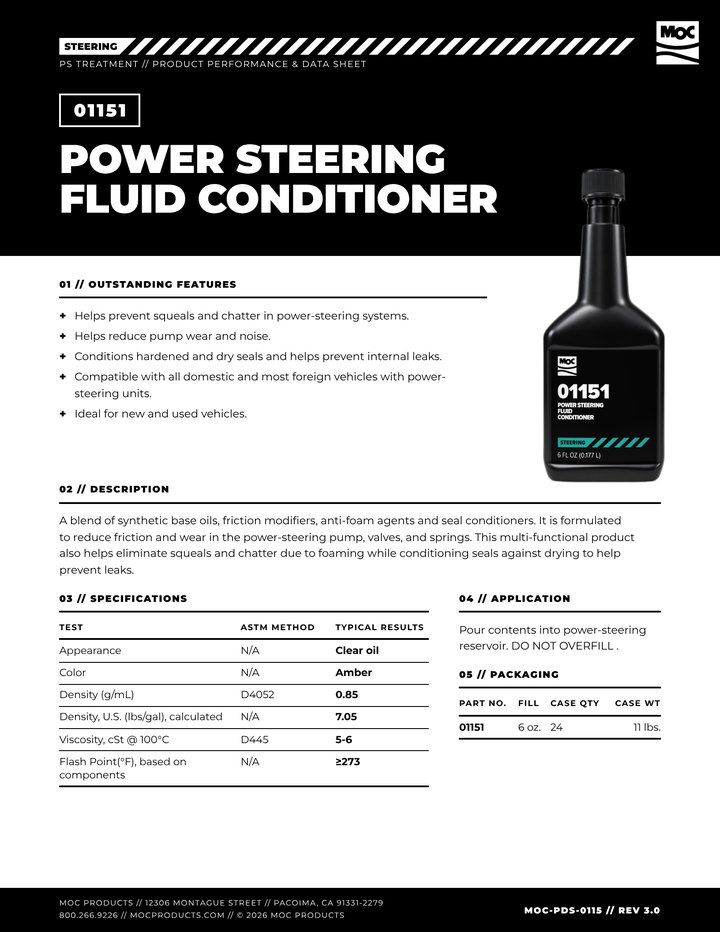 STEERING
MOC
PS TREATMENT // PRODUCT PERFORMANCE & DATA SHEET
01151
POWER STEERING
FLUID CONDITIONER
01 // OUTSTANDING FEATURES
+ Helps prevent squeals and chatter in power-steering systems.
+ Helps reduce pump wear and noise.
+ Conditions hardened and dry seals and helps prevent internal leaks.
+ Compatible with all domestic and most foreign vehicles with power-
steering units.
+ Ideal for new and used vehicles.
MOC
01151
POWER STEERING
FLUID
CONDITIONER
STEERING
6 FL OZ (0.177 L)
02 // DESCRIPTION
A blend of synthetic base oils, friction modifiers, anti-foam agents and seal conditioners. It is formulated
to reduce friction and wear in the power-steering pump, valves, and springs. This multi-functional product
also helps eliminate squeals and chatter due to foaming while conditioning seals against drying to help
prevent leaks.
03 // SPECIFICATIONS
TEST ASTM METHOD TYPICAL RESULTS
Appearance N/A Clear oil
Color N/A Amber
Density (g/mL) D4052 0.85
Density, U.S. (lbs/gal), calculated N/A 7.05
Viscosity, cSt @ 100°C D445 5-6
Flash Point(°F), based on N/A ≥273
components
04 // APPLICATION
Pour contents into power-steering
reservoir. DO NOT OVERFILL .
05 // PACKAGING
PART NO. FILL CASE QTY CASE WT
01151 6 oz. 24 11 lbs.
MOC PRODUCTS // 12306 MONTAGUE STREET // PACOIMA, CA 91331-2279
800.266.9226 // MOCPRODUCTS.COM // © 2026 MOC PRODUCTS
MOC-PDS-0115 // REV 3.0